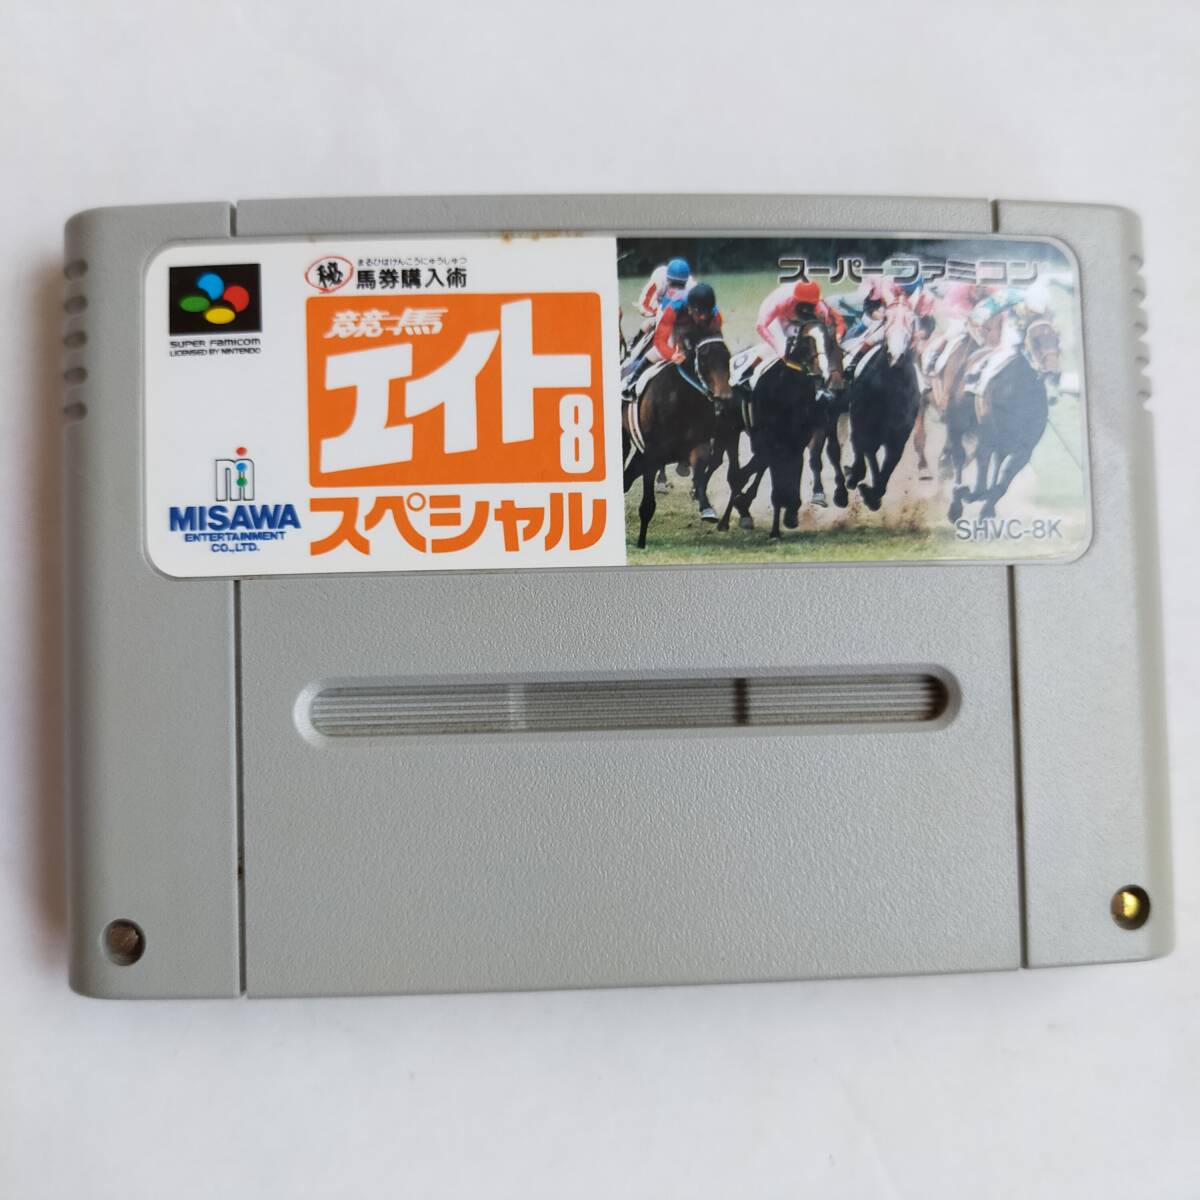 SUPER FAMICOM
LICENSED BY NINTENDO
まるひばけんこうにゅうしゅつ
㊙馬券購入術
競馬
エイト
8
スペシャル
MISAWA
ENTERTAINMENT
CO.,LTD.
スーパーファミコン
SHVC-8K